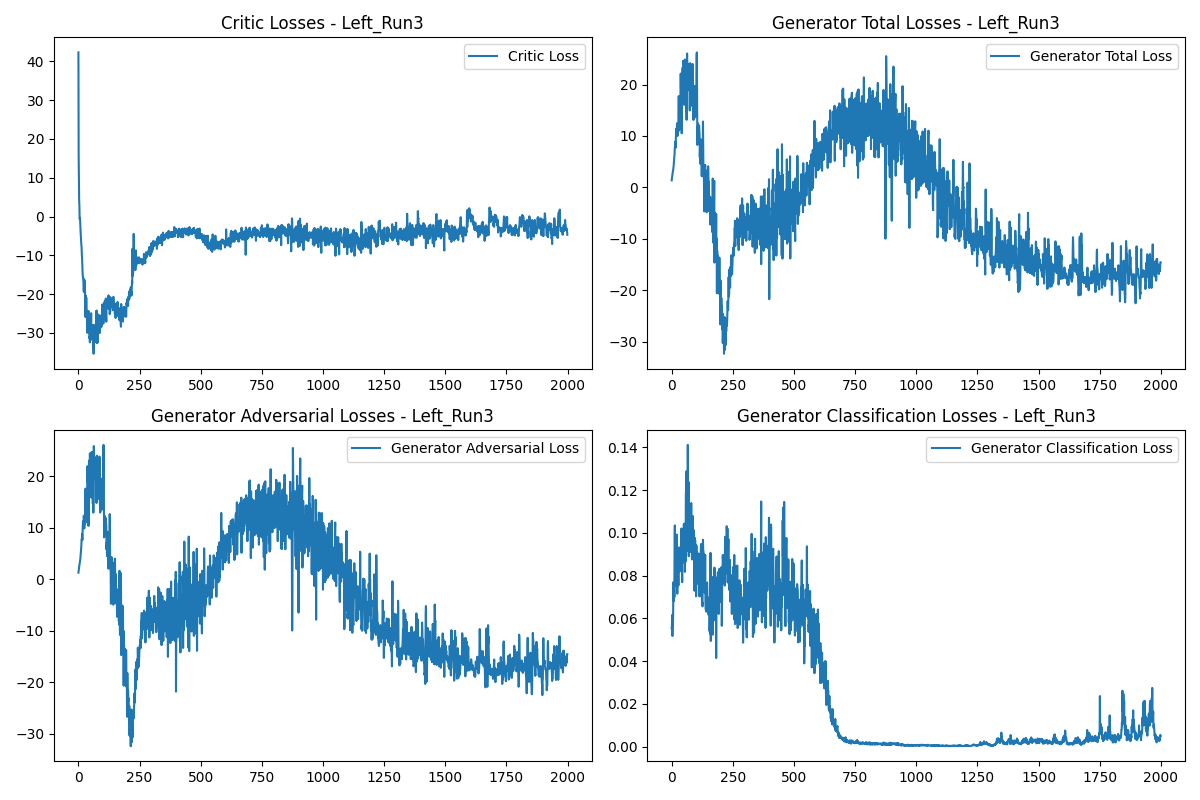 Critic Losses - Left_Run3
Critic Loss
40
30
20
10
0
−10
−20
−30
0 250 500 750 1000 1250 1500 1750 2000
Generator Total Losses - Left_Run3
Generator Total Loss
20
10
0
−10
−20
−30
0 250 500 750 1000 1250 1500 1750 2000
Generator Adversarial Losses - Left_Run3
Generator Adversarial Loss
20
10
0
−10
−20
−30
0 250 500 750 1000 1250 1500 1750 2000
Generator Classification Losses - Left_Run3
Generator Classification Loss
0.14
0.12
0.10
0.08
0.06
0.04
0.02
0.00
0 250 500 750 1000 1250 1500 1750 2000